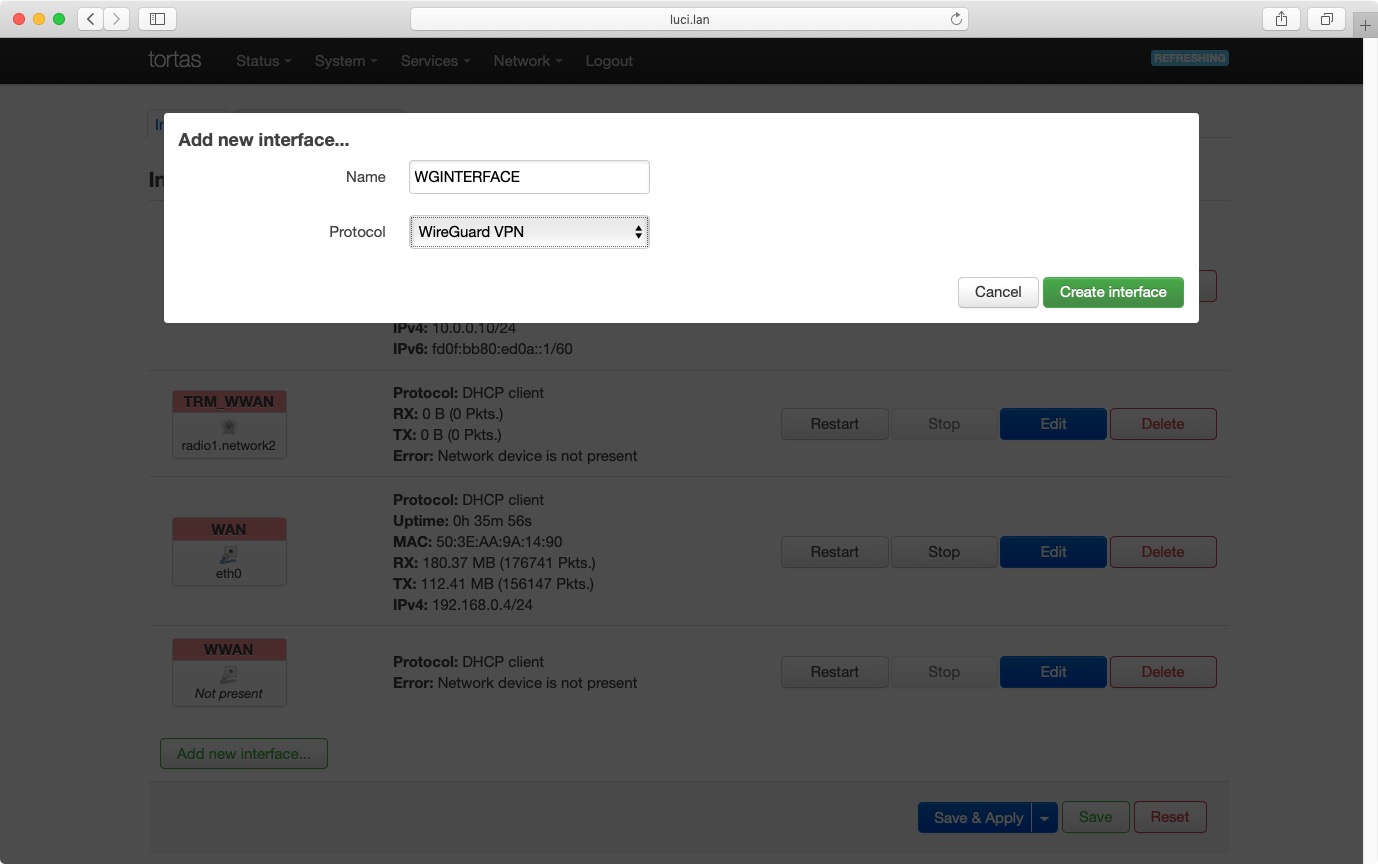 luci.lan
tortas Status System Services Network Logout REFRESHING
Add new interface...
Name WGINTERFACE
Protocol WireGuard VPN
Cancel Create interface
IPv4: 10.0.0.10/24
IPv6: fd0f:bb80:ed0a::1/60
TRM_WWAN
radio1.network2
Protocol: DHCP client
RX: 0 B (0 Pkts.)
TX: 0 B (0 Pkts.)
Error: Network device is not present
Restart Stop Edit Delete
WAN
eth0
Protocol: DHCP client
Uptime: 0h 35m 56s
MAC: 50:3E:AA:9A:14:90
RX: 180.37 MB (176741 Pkts.)
TX: 112.41 MB (156147 Pkts.)
IPv4: 192.168.0.4/24
Restart Stop Edit Delete
WWAN
Not present
Protocol: DHCP client
Error: Network device is not present
Restart Stop Edit Delete
Add new interface...
Save & Apply Save Reset